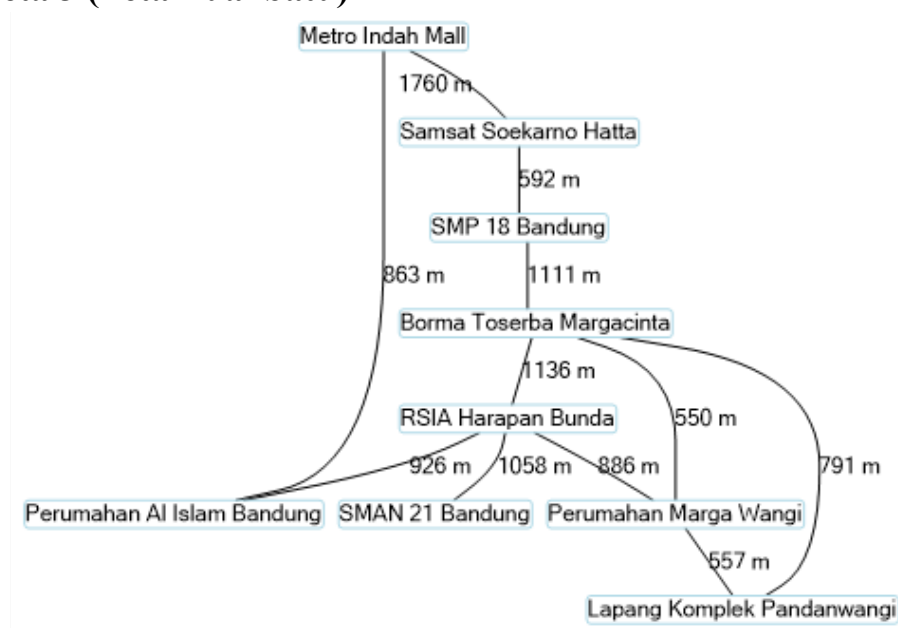 Metro Indah Mall
1760 m
Samsat Soekarno Hatta
592 m
SMP 18 Bandung
863 m
1111 m
Borma Toserba Margacinta
1136 m
RSIA Harapan Bunda
550 m
926 m
1058 m
886 m
791 m
Perumahan Al Islam Bandung
SMAN 21 Bandung
Perumahan Marga Wangi
557 m
Lapang Komplek Pandanwangi